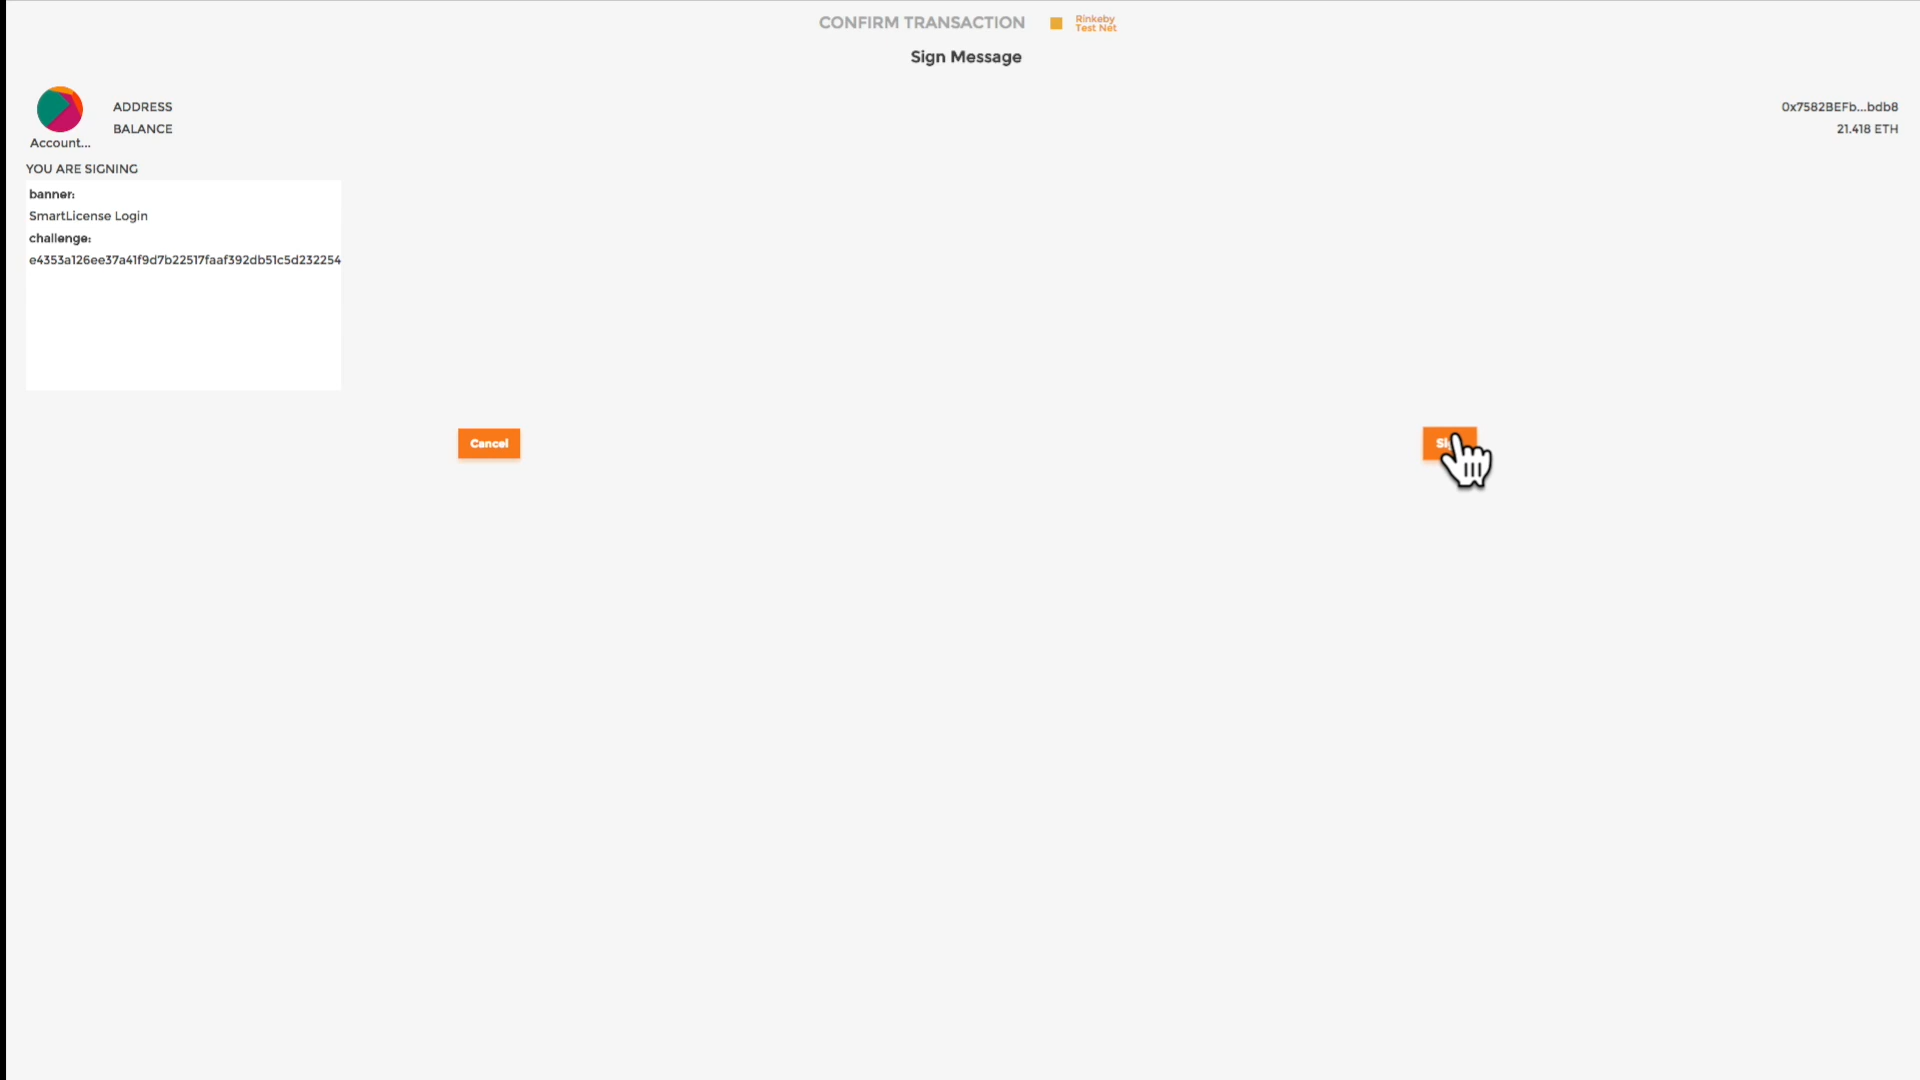 CONFIRM TRANSACTION
Rinkeby
Test Net
Sign Message
ADDRESS
0x7582BEFb...bdb8
BALANCE
21.418 ETH
Account...
YOU ARE SIGNING
banner:
SmartLicense Login
challenge:
e4353a126ee37a41f9d7b22517faaf392db51c5d232254
Cancel